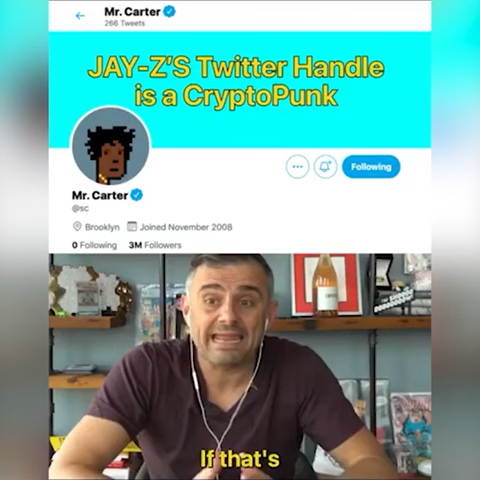 Mr. Carter
266 Tweets
JAY-Z'S Twitter Handle
is a CryptoPunk
Following
Mr. Carter
@sc
Brooklyn Joined November 2008
0 Following 3M Followers
If that's